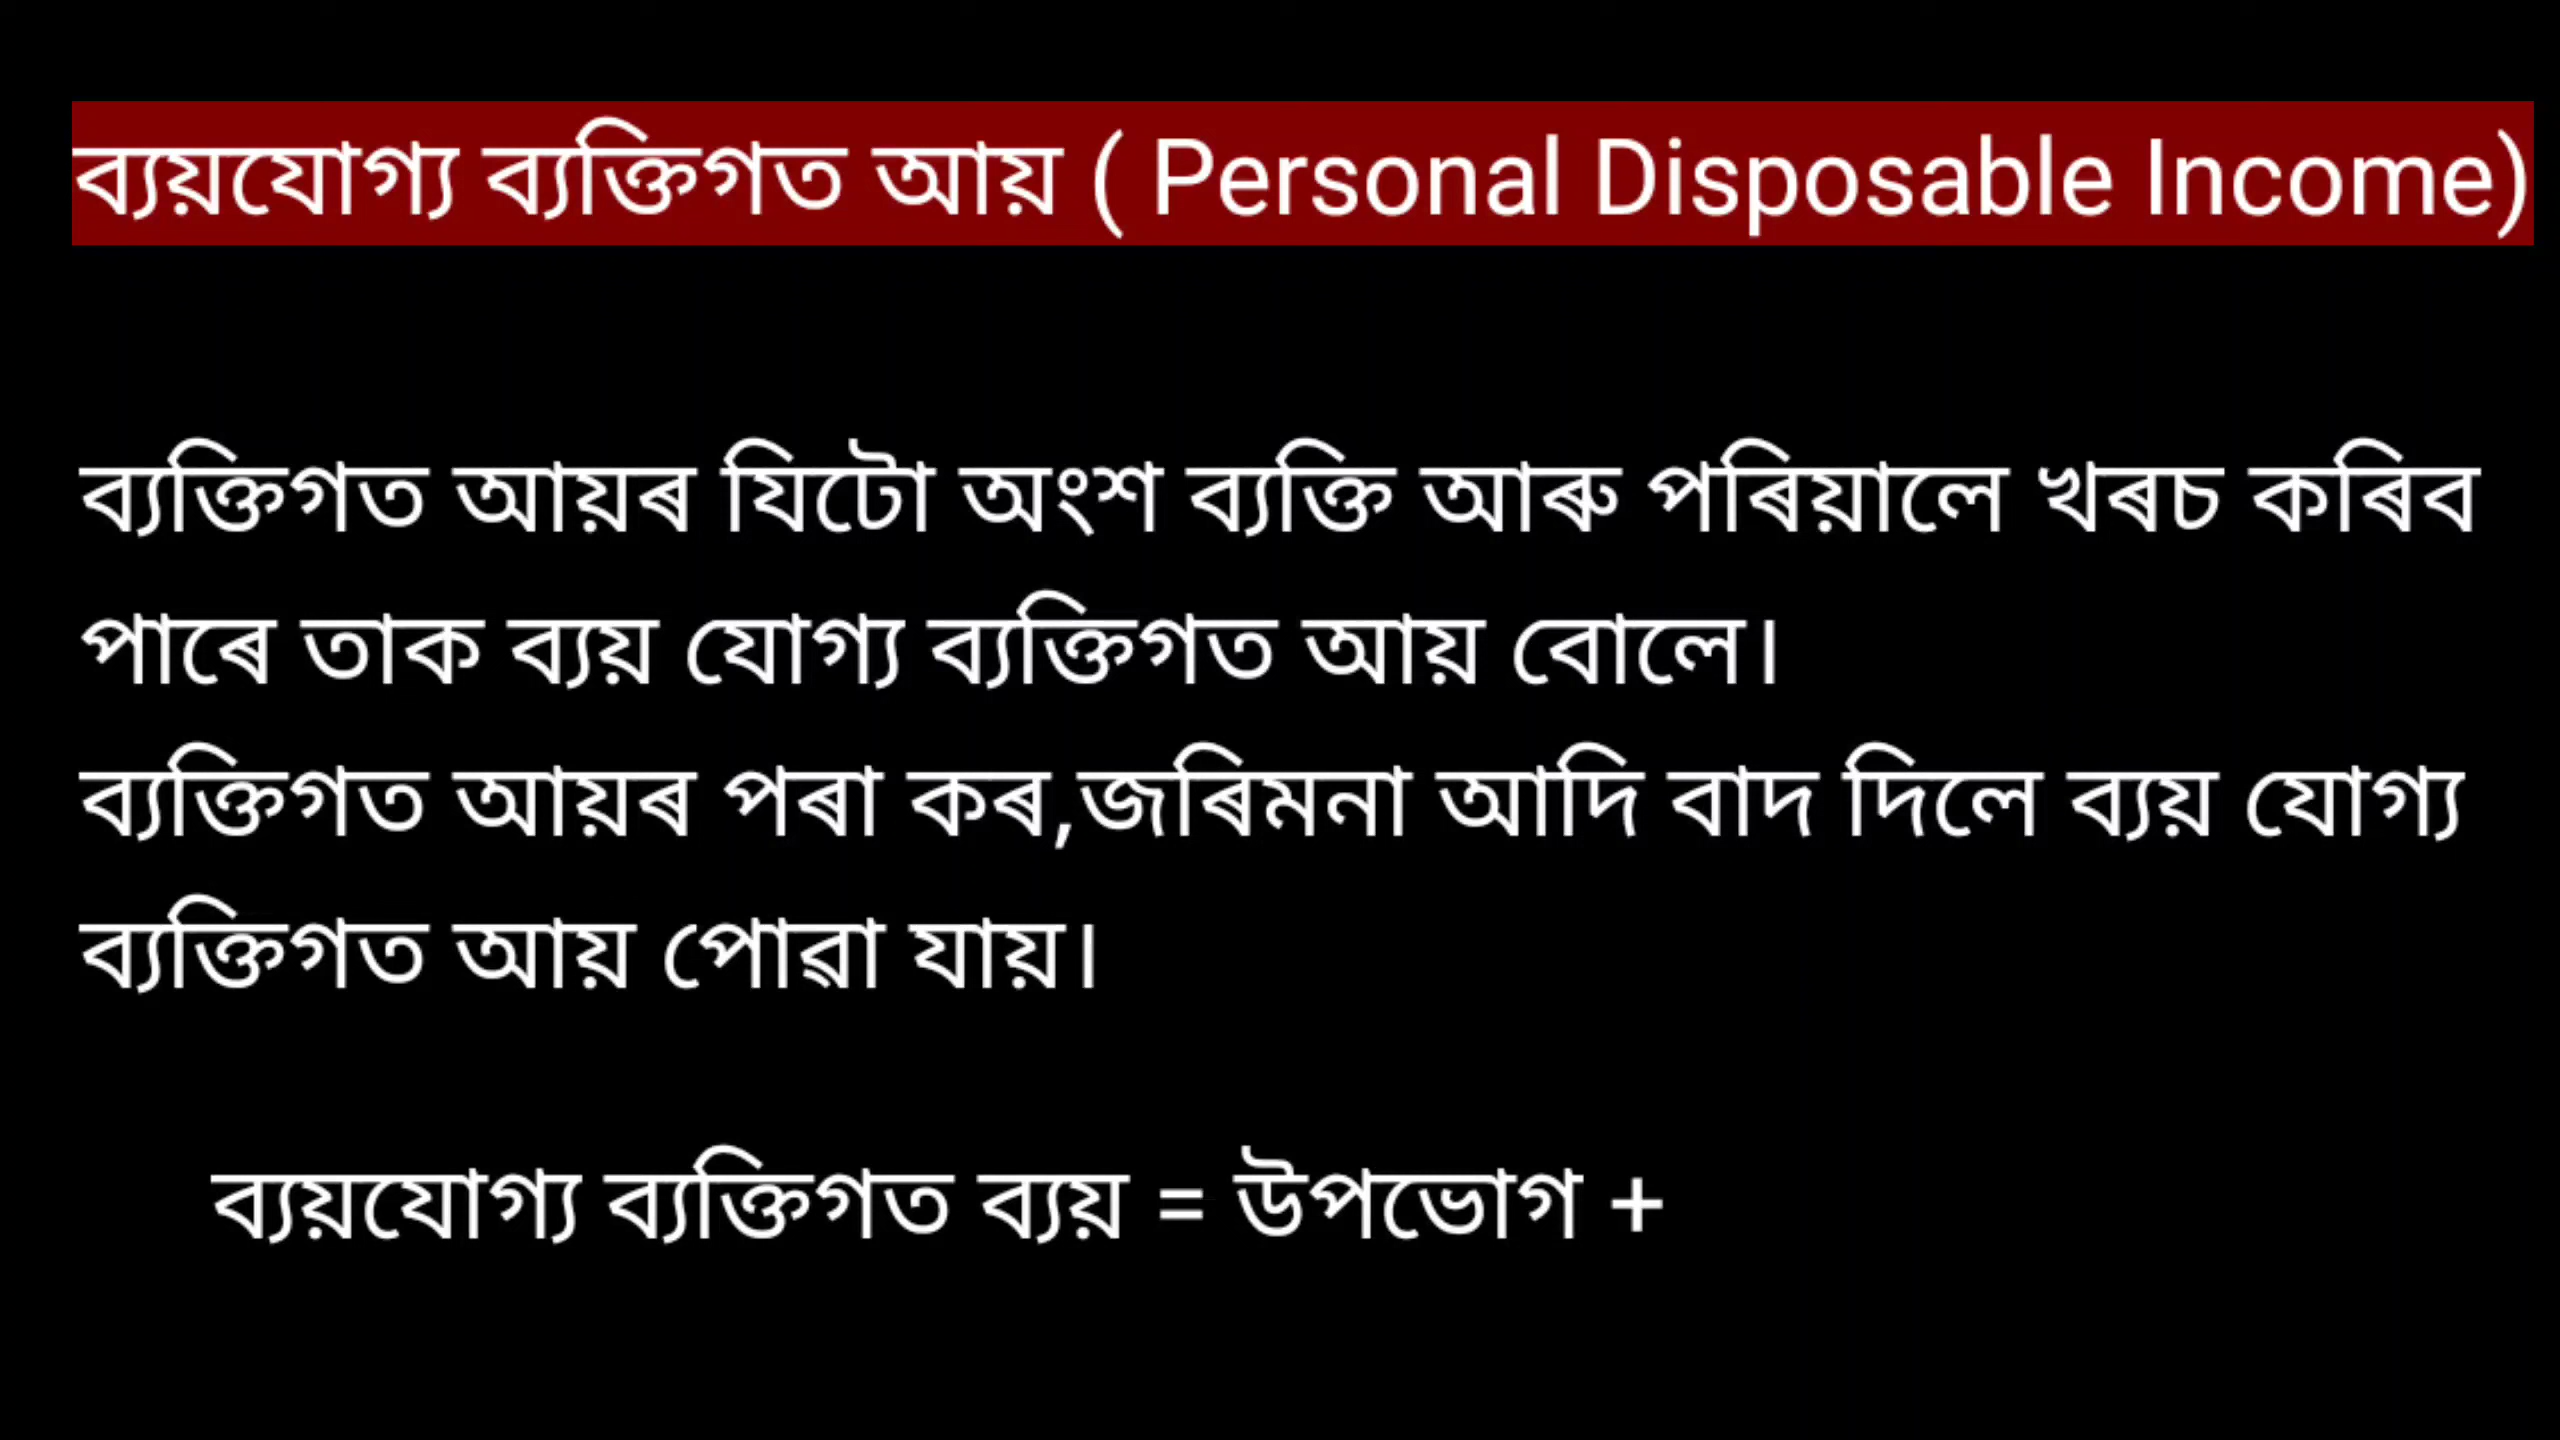 ব্যয়যোগ্য ব্যক্তিগত আয় ( Personal Disposable Income)
ব্যক্তিগত আয়ৰ যিটো অংশ ব্যক্তি আৰু পৰিয়ালে খৰচ কৰিব
পাৰে তাক ব্যয় যোগ্য ব্যক্তিগত আয় বোলে।
ব্যক্তিগত আয়ৰ পৰা কৰ,জৰিমনা আদি বাদ দিলে ব্যয় যোগ্য
ব্যক্তিগত আয় পোৱা যায়।
ব্যয়যোগ্য ব্যক্তিগত ব্যয় = উপভোগ +